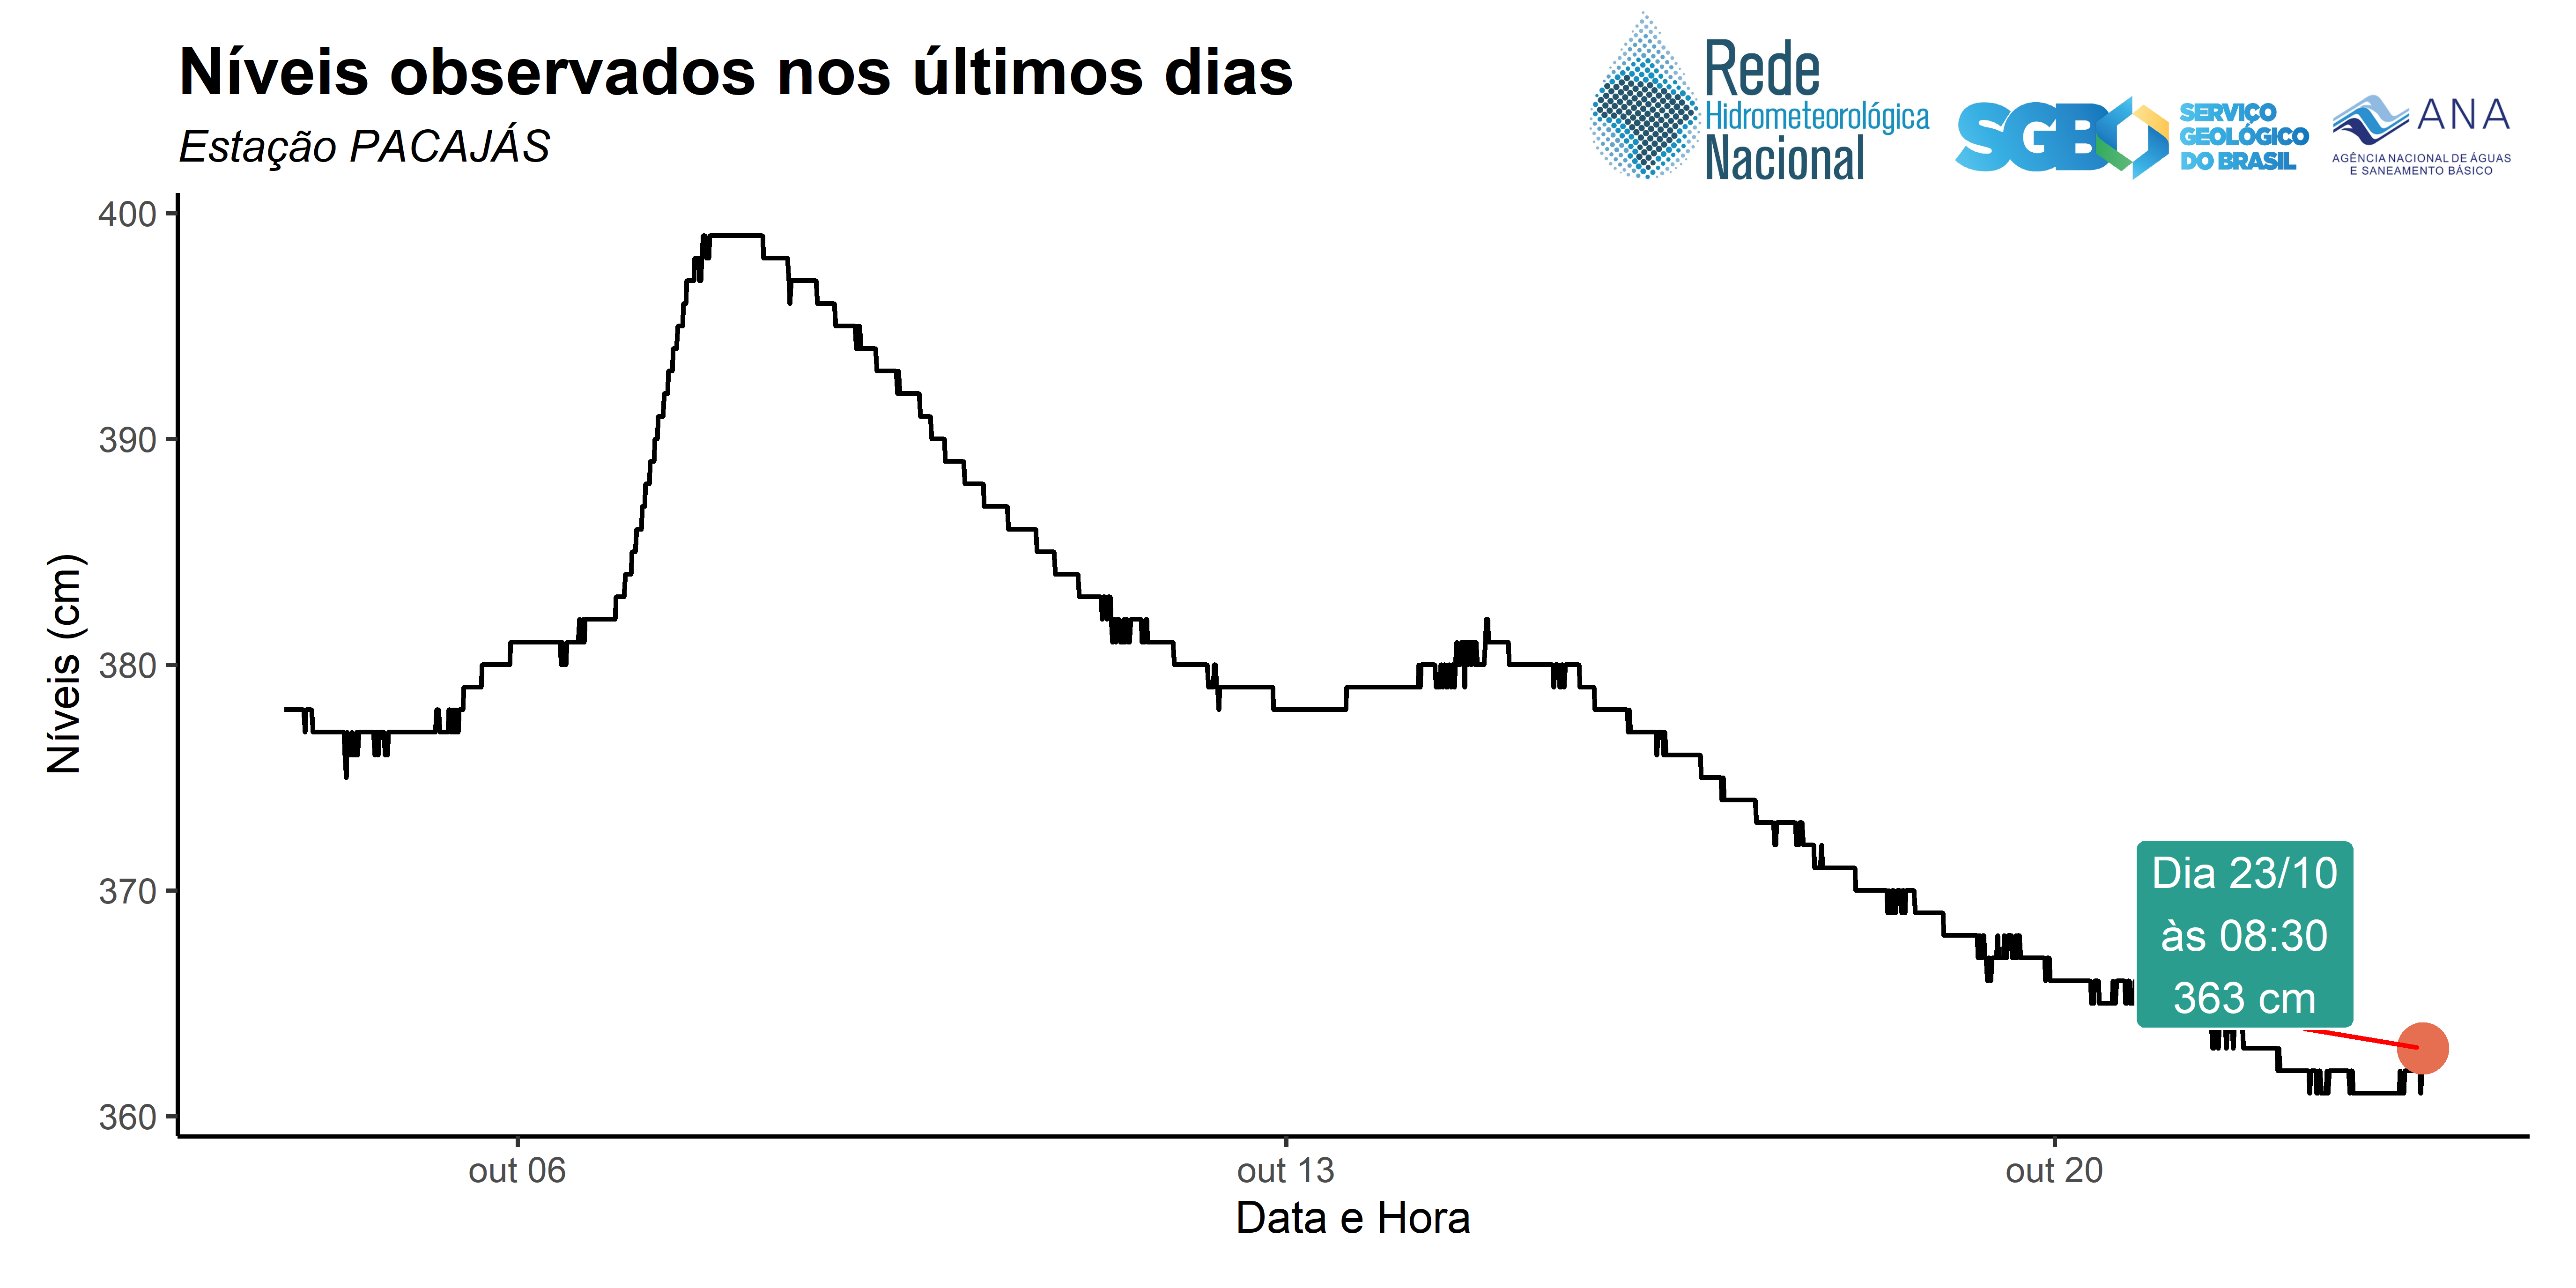 Níveis observados nos últimos dias
Estação PACAJÁS
Rede
Hidrometeorológica
Nacional
SGB
SERVIÇO
GEOLÓGICO
DO BRASIL
ANA
AGÊNCIA NACIONAL DE ÁGUAS
E SANEAMENTO BÁSICO
Níveis (cm)
400
390
380
370
360
Dia 23/10
às 08:30
363 cm
out 06
out 13
out 20
Data e Hora